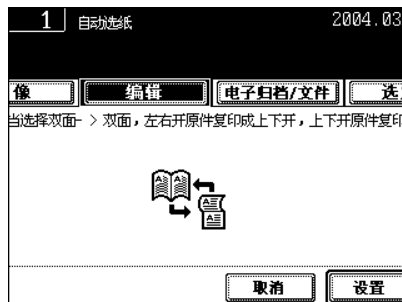 1 自动选纸 2004.03
像 编辑 电子归档/文件 选
当选择双面- > 双面，左右开原件复印成上下开，上下开原件复印
取消 设置